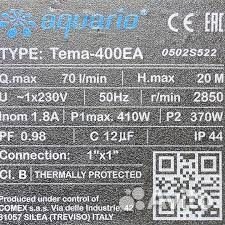 aquario CE EAC
TYPE: Tema-400EA 0502S522
Q.max 70 l/min H.max 20 M
U ~1x230V 50Hz r/min 2850
Inom 1.8A P1max. 410W P2 370W
PF 0.98 C 12µF IP 44
Connection: 1"x1"
Cl. B THERMALLY PROTECTED
COMEX s.a.s.
Via delle Industrie, 42
31057 SILEA (TREVISO) ITALY
Avito